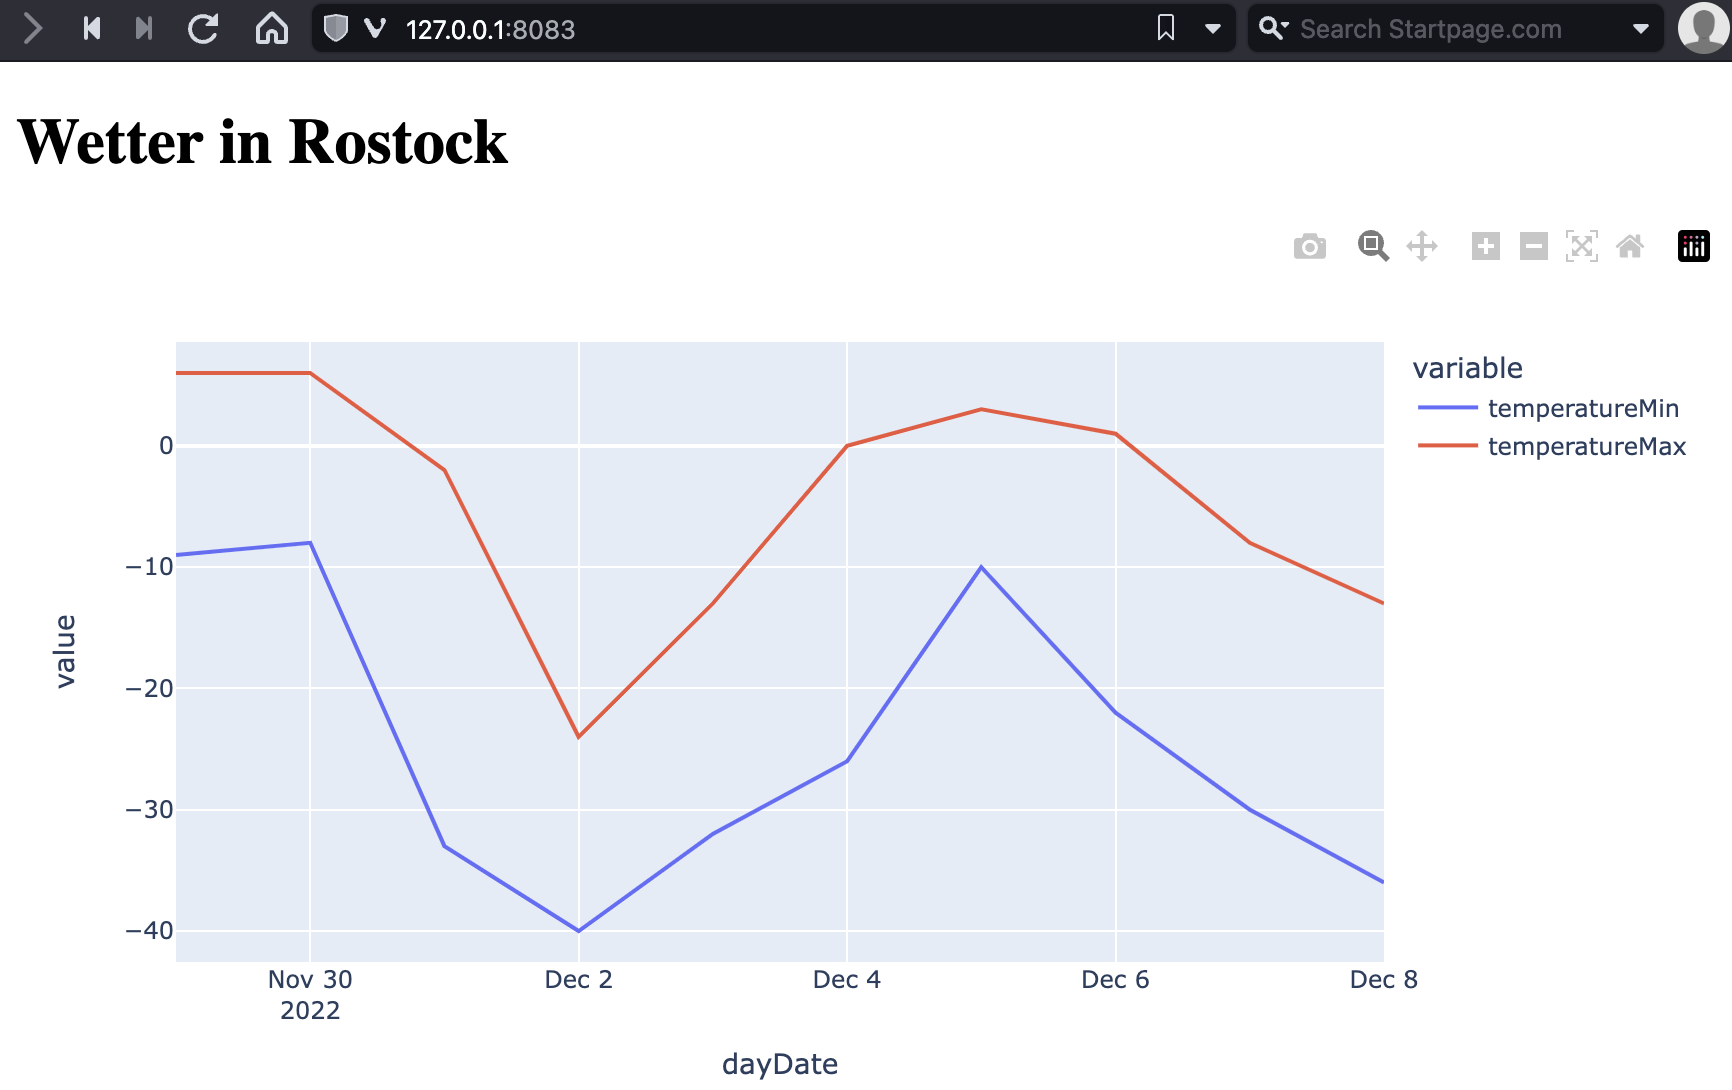 127.0.0.1:8083
Search Startpage.com
Wetter in Rostock
variable
temperatureMin
temperatureMax
0
−10
−20
−30
−40
value
Nov 30
2022
Dec 2
Dec 4
Dec 6
Dec 8
dayDate